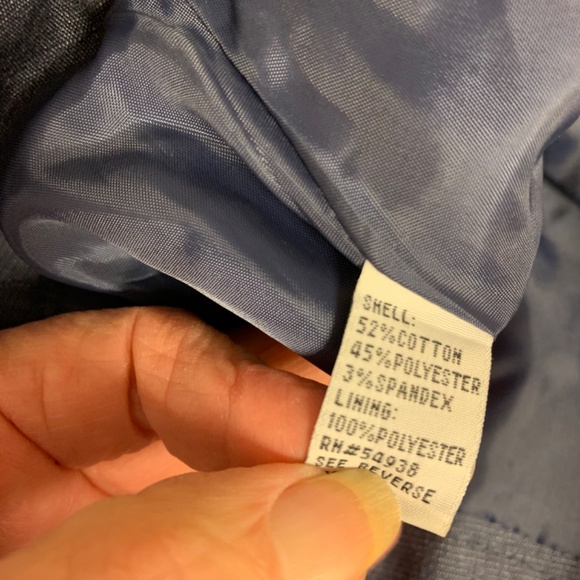 SHELL:
52%COTTON
45%POLYESTER
3%SPANDEX
LINING:
100%POLYESTER
RN#54938
SEE REVERSE